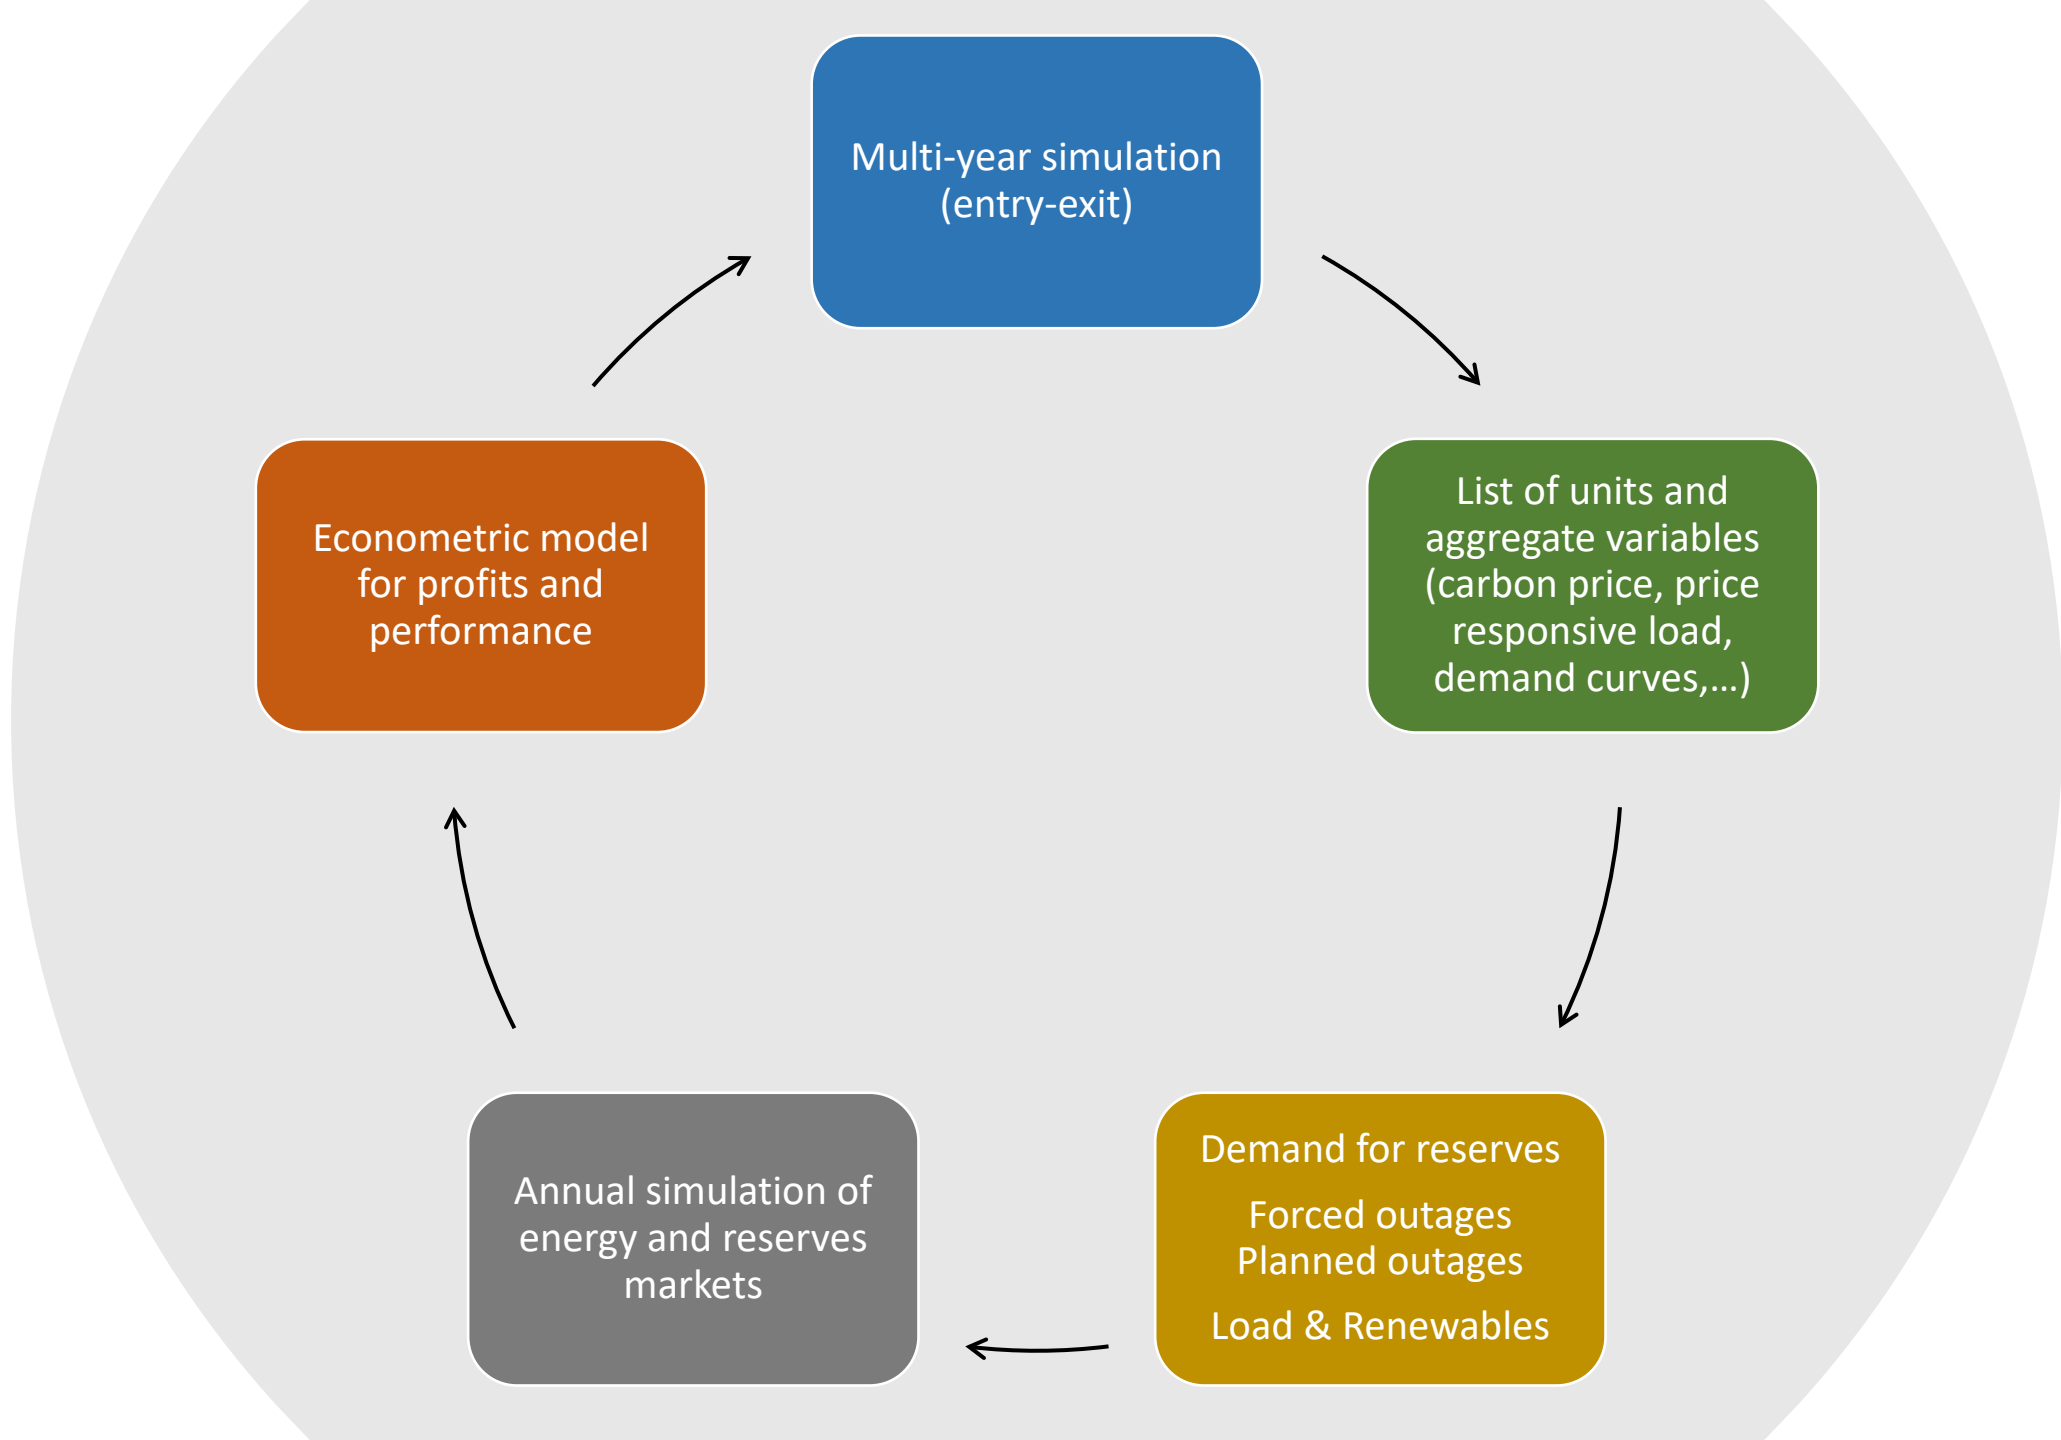 Multi-year simulation
(entry-exit)
List of units and
aggregate variables
(carbon price, price
responsive load,
demand curves,...)
Demand for reserves
Forced outages
Planned outages
Load & Renewables
Annual simulation of
energy and reserves
markets
Econometric model
for profits and
performance